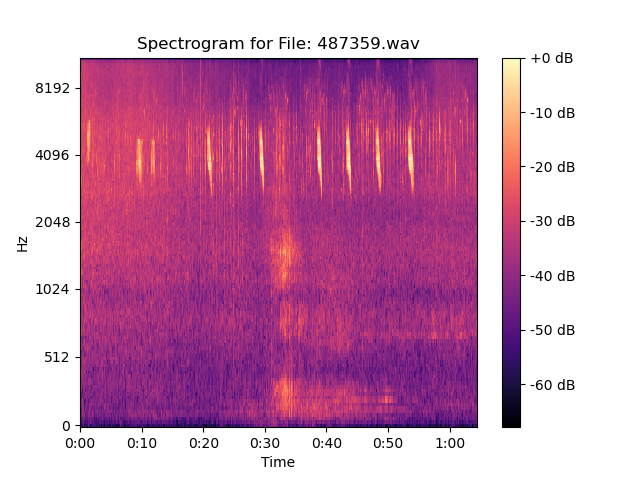 Spectrogram for File: 487359.wav
+0 dB
8192
-10 dB
4096
-20 dB
2048
-30 dB
Hz
1024
-40 dB
512
-50 dB
-60 dB
0
0:00 0:10 0:20 0:30 0:40 0:50 1:00
Time